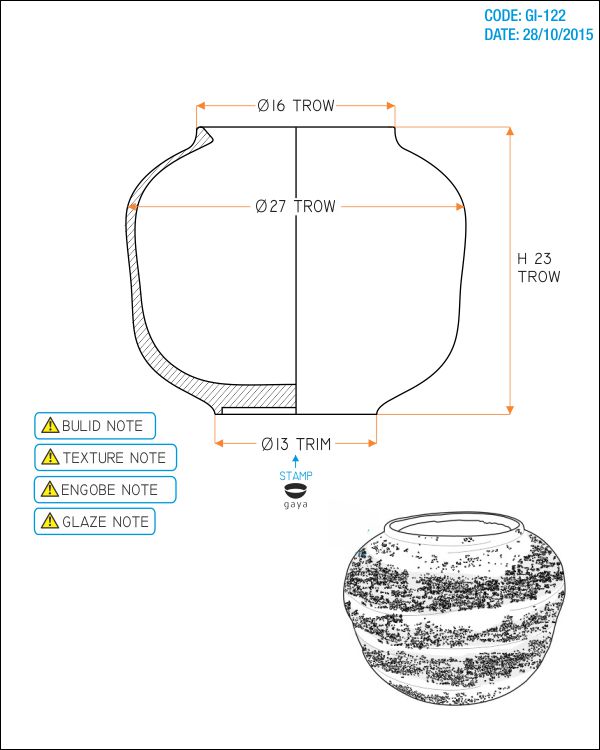 CODE: GI-122
DATE: 28/10/2015
Ø16 TROW
Ø27 TROW
H 23
TROW
Ø13 TRIM
STAMP
gaya
BULID NOTE
TEXTURE NOTE
ENGOBE NOTE
GLAZE NOTE